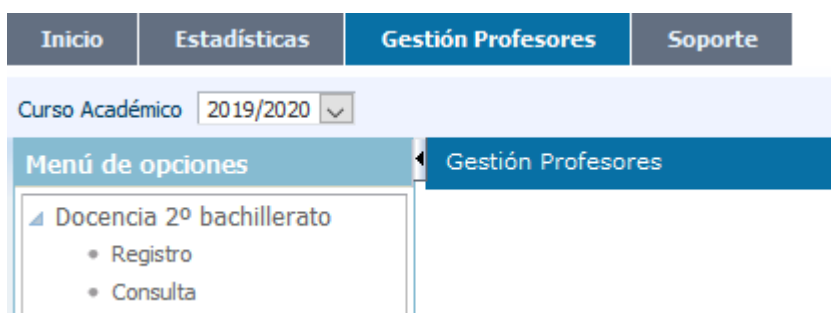 Inicio Estadísticas Gestión Profesores Soporte
Curso Académico 2019/2020
Menú de opciones Gestión Profesores
Docencia 2º bachillerato
Registro
Consulta